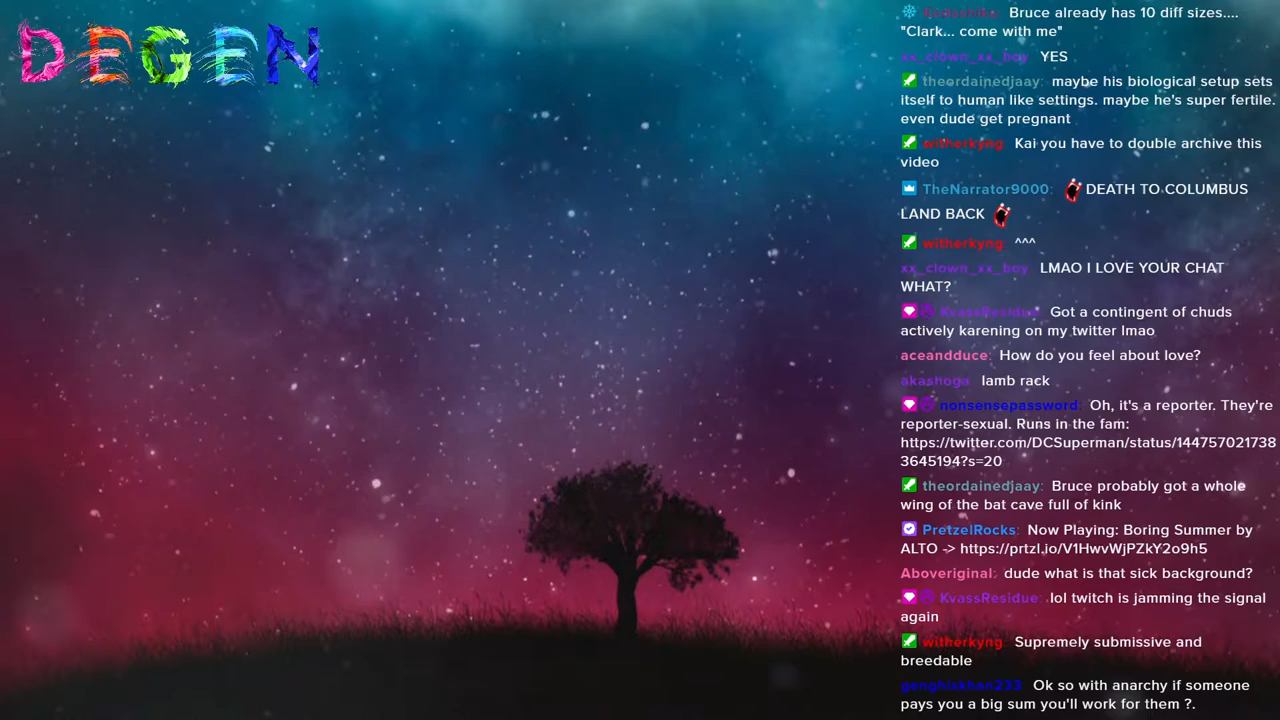 DEGEN
Kodashika: Bruce already has 10 diff sizes....
"Clark... come with me"
xx_clown_xx_boy: YES
theordainedjaay: maybe his biological setup sets
itself to human like settings. maybe he's super fertile.
even dude get pregnant
witherkyng: Kai you have to double archive this
video
TheNarrator9000: DEATH TO COLUMBUS
LAND BACK
witherkyng: ^^^
xx_clown_xx_boy: LMAO I LOVE YOUR CHAT
WHAT?
KvassResidue: Got a contingent of chuds
actively karening on my twitter lmao
aceandduce: How do you feel about love?
akashoga: lamb rack
nonsensepassword: Oh, it's a reporter. They're
reporter-sexual. Runs in the fam:
https://twitter.com/DCSuperman/status/144757021738
3645194?s=20
theordainedjaay: Bruce probably got a whole
wing of the bat cave full of kink
PretzelRocks: Now Playing: Boring Summer by
ALTO -> https://prtzl.io/V1HwvWjPZkY2o9h5
Aboveriginal: dude what is that sick background?
KvassResidue: lol twitch is jamming the signal
again
witherkyng: Supremely submissive and
breedable
genghiskhan233: Ok so with anarchy if someone
pays you a big sum you'll work for them ?.